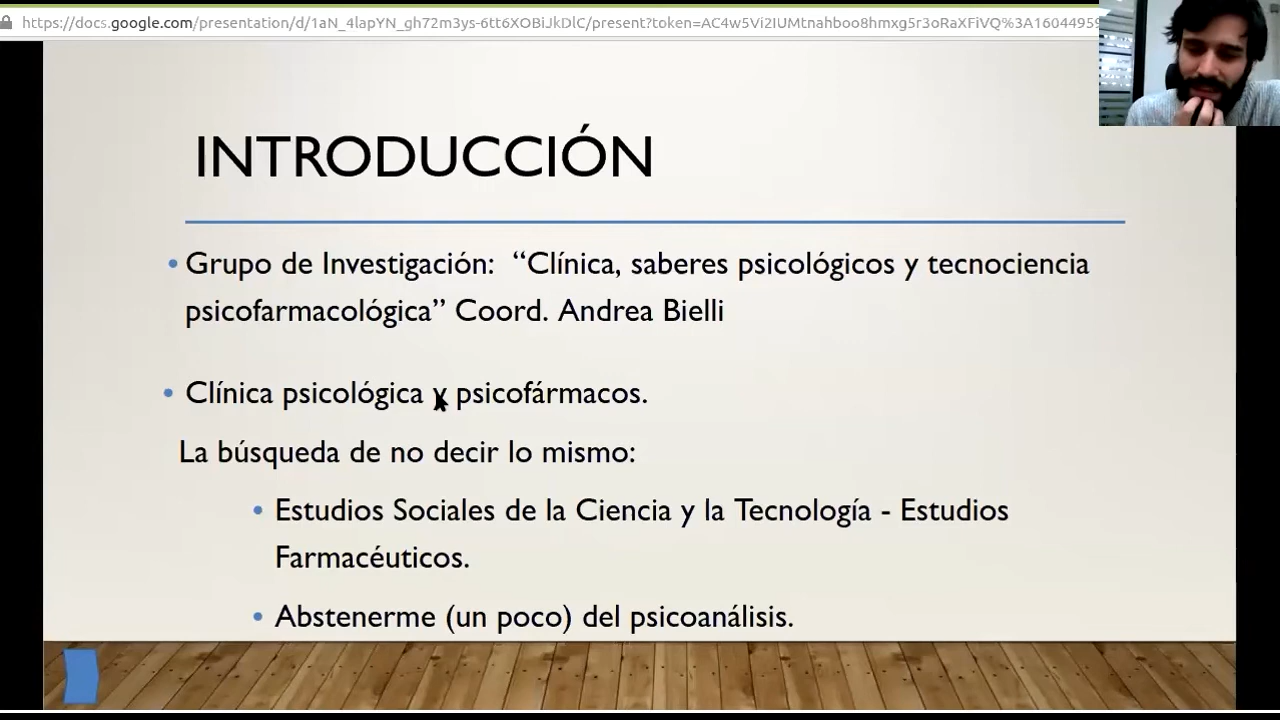 https://docs.google.com/presentation/d/1aN_4lapYN_gh72m3ys-6tt6XOBiJkDlC/present?token=AC4w5Vi2IUMtnahboo8hmxg5r3oRaXFiVQ%3A16044959
INTRODUCCIÓN
• Grupo de Investigación: “Clínica, saberes psicológicos y tecnociencia
psicofarmacológica” Coord. Andrea Bielli
• Clínica psicológica y psicofármacos.
La búsqueda de no decir lo mismo:
• Estudios Sociales de la Ciencia y la Tecnología - Estudios
Farmacéuticos.
• Abstenerme (un poco) del psicoanálisis.